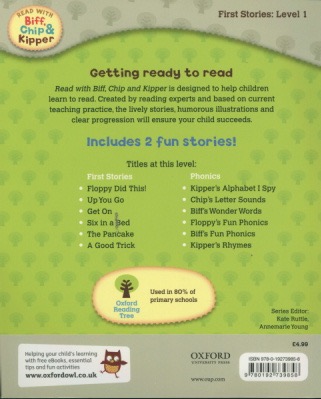 READ WITH
Biff,
Chip &
Kipper
First Stories: Level 1
Getting ready to read
Read with Biff, Chip and Kipper is designed to help children
learn to read. Created by reading experts and based on current
teaching practice, the lively stories, humorous illustrations and
clear progression will ensure your child succeeds.
Includes 2 fun stories!
Titles at this level:
First Stories
Floppy Did This!
Up You Go
Get On
Six in a Bed
The Pancake
A Good Trick
Phonics
Kipper's Alphabet I Spy
Chip's Letter Sounds
Biff's Wonder Words
Floppy's Fun Phonics
Biff's Fun Phonics
Kipper's Rhymes
Oxford
Reading
Tree
Used in 80% of
primary schools
Series Editors:
Kate Ruttle,
Annemarie Young
£4.99
Helping your child's learning
with free eBooks, essential
tips and fun activities
www.oxfordowl.co.uk
OXFORD
UNIVERSITY PRESS
www.oup.com